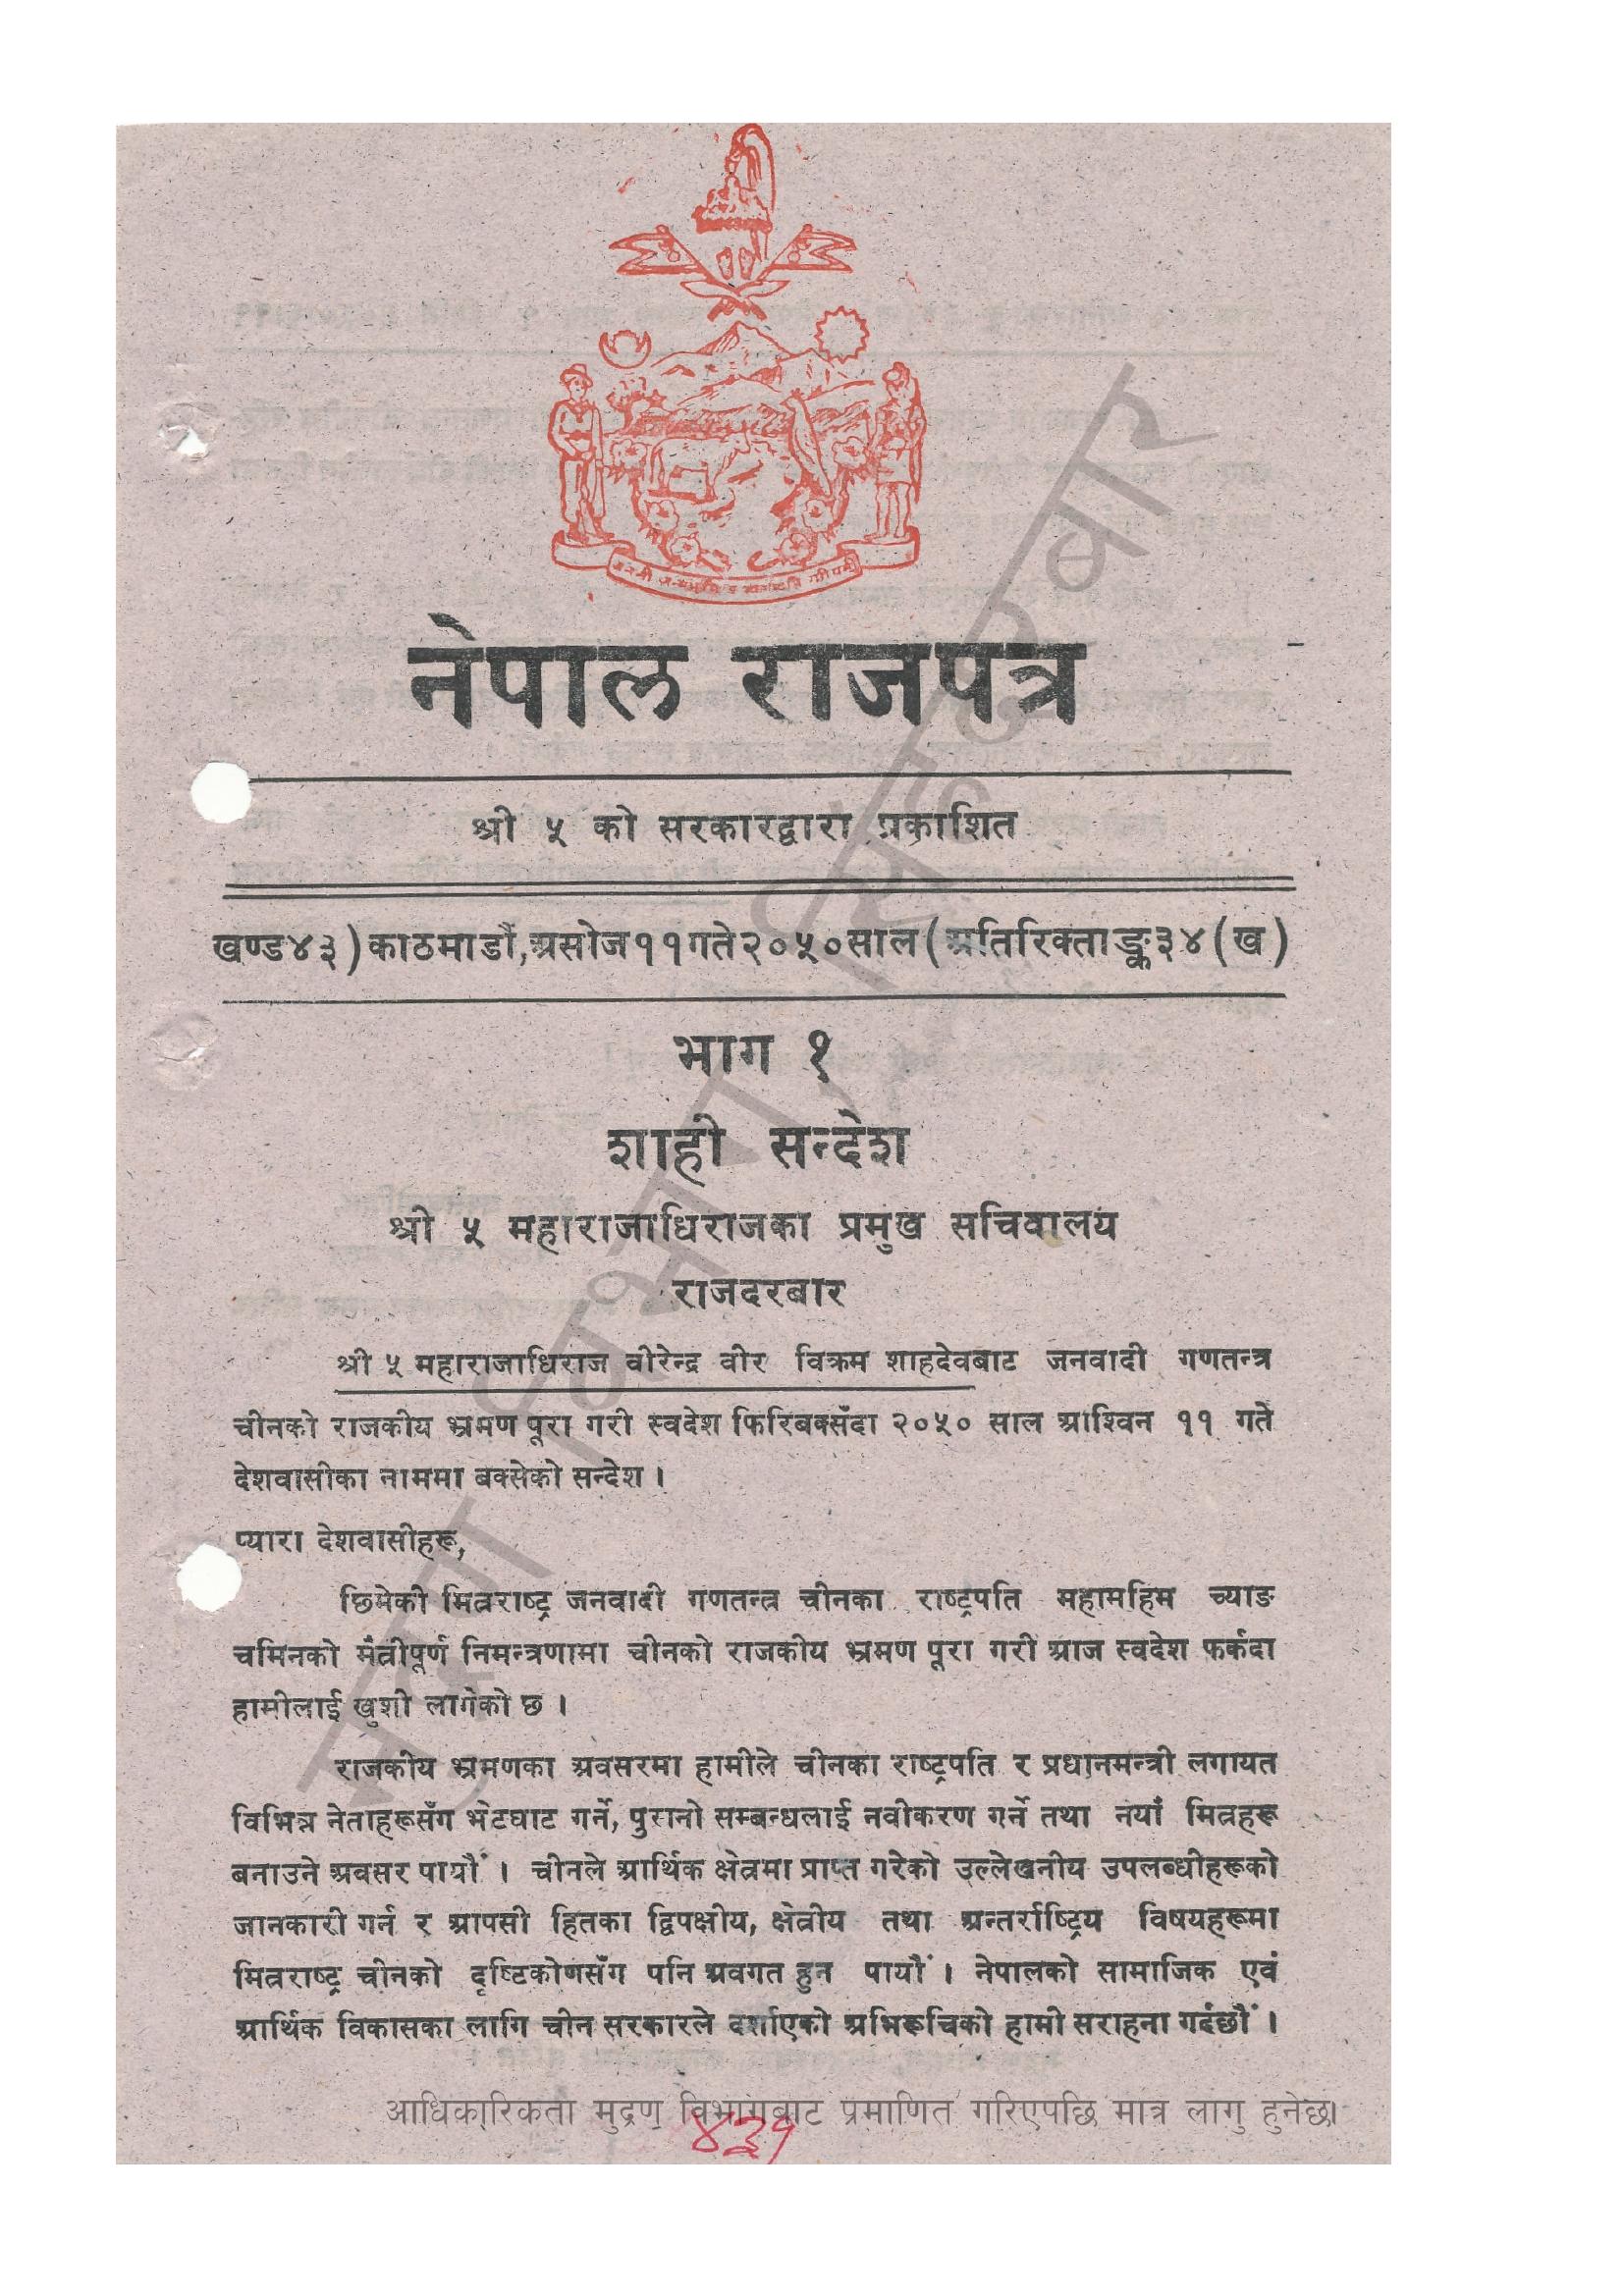 नेपाल राजपत्र
श्री ५ को सरकारद्वारा प्रकाशित
खण्ड ४३) काठमाडौं, असोज ११ गते २०५० साल (अतिरिक्ताङ्क ३४ (ख)
भाग १
शाही सन्देश
श्री ५ महाराजाधिराजका प्रमुख सचिवालय
राजदरबार
श्री ५ महाराजाधिराज वीरेन्द्र वीर विक्रम शाहदेवबाट जनवादी गणतन्त्र
चीनको राजकीय भ्रमण पूरा गरी स्वदेश फिरिबक्सँदा २०५० साल आश्विन ११ गते
देशवासीका नाममा बक्सेको सन्देश ।
प्यारा देशवासीहरू,
छिमेकी मित्रराष्ट्र जनवादी गणतन्त्र चीनका राष्ट्रपति महामहिम च्याङ
चमिनको मैत्रीपूर्ण निमन्त्रणामा चीनको राजकीय भ्रमण पूरा गरी आज स्वदेश फर्कदा
हामीलाई खुशी लागेको छ ।
राजकीय भ्रमणका अवसरमा हामीले चीनका राष्ट्रपति र प्रधानमन्त्री लगायत
विभिन्न नेताहरूसँग भेटघाट गर्ने, पुरानो सम्बन्धलाई नवीकरण गर्ने तथा नयाँ मित्रहरू
बनाउने अवसर पायौं । चीनले आर्थिक क्षेत्रमा प्राप्त गरेको उल्लेखनीय उपलब्धीहरूको
जानकारी गर्न र आपसी हितका द्विपक्षीय, क्षेत्रीय तथा अन्तर्राष्ट्रिय विषयहरूमा
मित्रराष्ट्र चीनको दृष्टिकोणसँग पनि अवगत हुन पायौं । नेपालको सामाजिक एवं
आर्थिक विकासका लागि चीन सरकारले दर्शाएको अभिरूचिको हामी सराहना गर्दछौं ।
आधिकारिकता मुद्रण विभागबाट प्रमाणित गरिएपछि मात्र लागु हुनेछ।
४३१